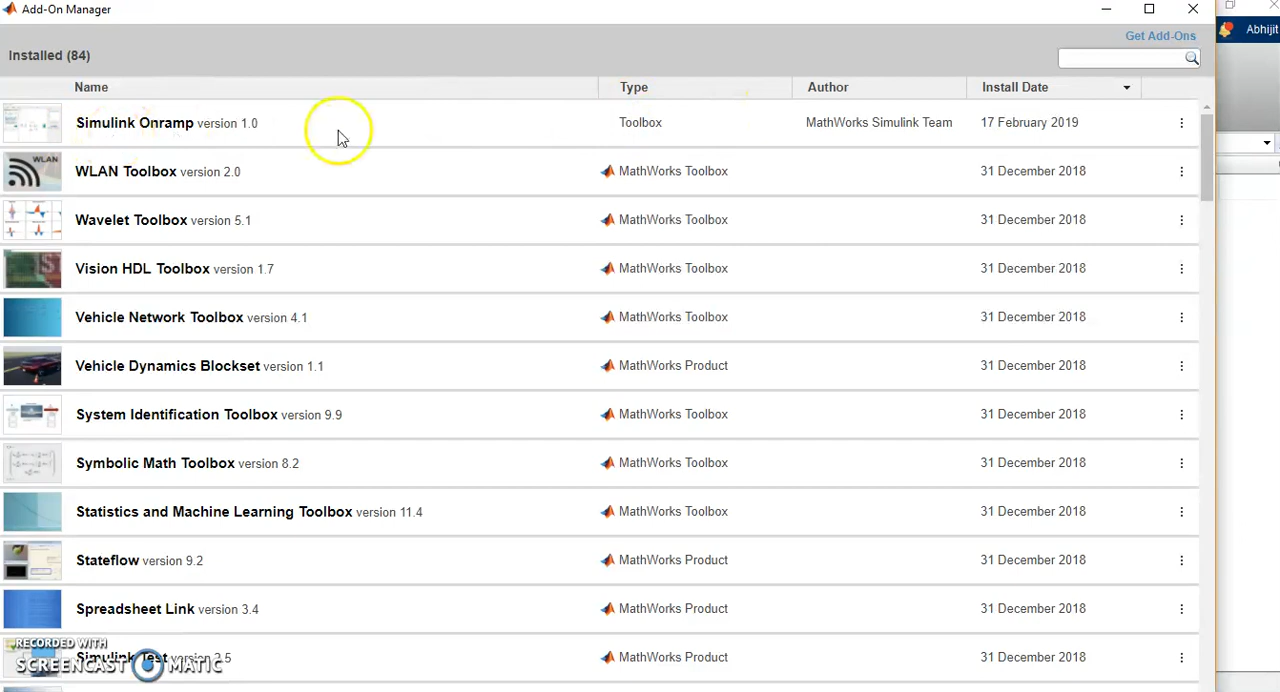 Add-On Manager
Abhijit
Get Add-Ons
Installed (84)
Name Type Author Install Date
Simulink Onramp version 1.0 Toolbox MathWorks Simulink Team 17 February 2019
WLAN
WLAN Toolbox version 2.0 MathWorks Toolbox 31 December 2018
Wavelet Toolbox version 5.1 MathWorks Toolbox 31 December 2018
Vision HDL Toolbox version 1.7 MathWorks Toolbox 31 December 2018
Vehicle Network Toolbox version 4.1 MathWorks Toolbox 31 December 2018
Vehicle Dynamics Blockset version 1.1 MathWorks Product 31 December 2018
System Identification Toolbox version 9.9 MathWorks Toolbox 31 December 2018
Symbolic Math Toolbox version 8.2 MathWorks Toolbox 31 December 2018
Statistics and Machine Learning Toolbox version 11.4 MathWorks Toolbox 31 December 2018
Stateflow version 9.2 MathWorks Product 31 December 2018
Spreadsheet Link version 3.4 MathWorks Product 31 December 2018
RECORDED WITH
Simulink Test version 2.5 MathWorks Product 31 December 2018
SCREENCAST MATIC